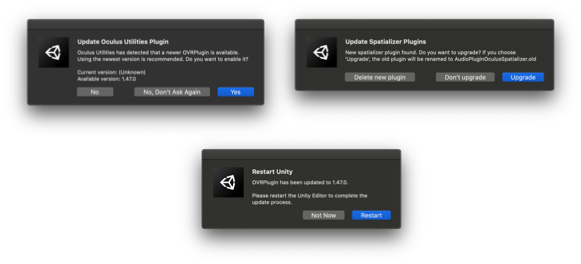 Update Oculus Utilities Plugin
Oculus Utilities has detected that a newer OVRPlugin is available.
Using the newest version is recommended. Do you want to enable it?
Current version: (Unknown)
Available version: 1.47.0
No
No, Don't Ask Again
Yes
Update Spatializer Plugins
New spatializer plugin found. Do you want to upgrade? If you choose
'Upgrade', the old plugin will be renamed to AudioPluginOculusSpatializer.old
Delete new plugin
Don't upgrade
Upgrade
Restart Unity
OVRPlugin has been updated to 1.47.0.
Please restart the Unity Editor to complete the
update process.
Not Now
Restart